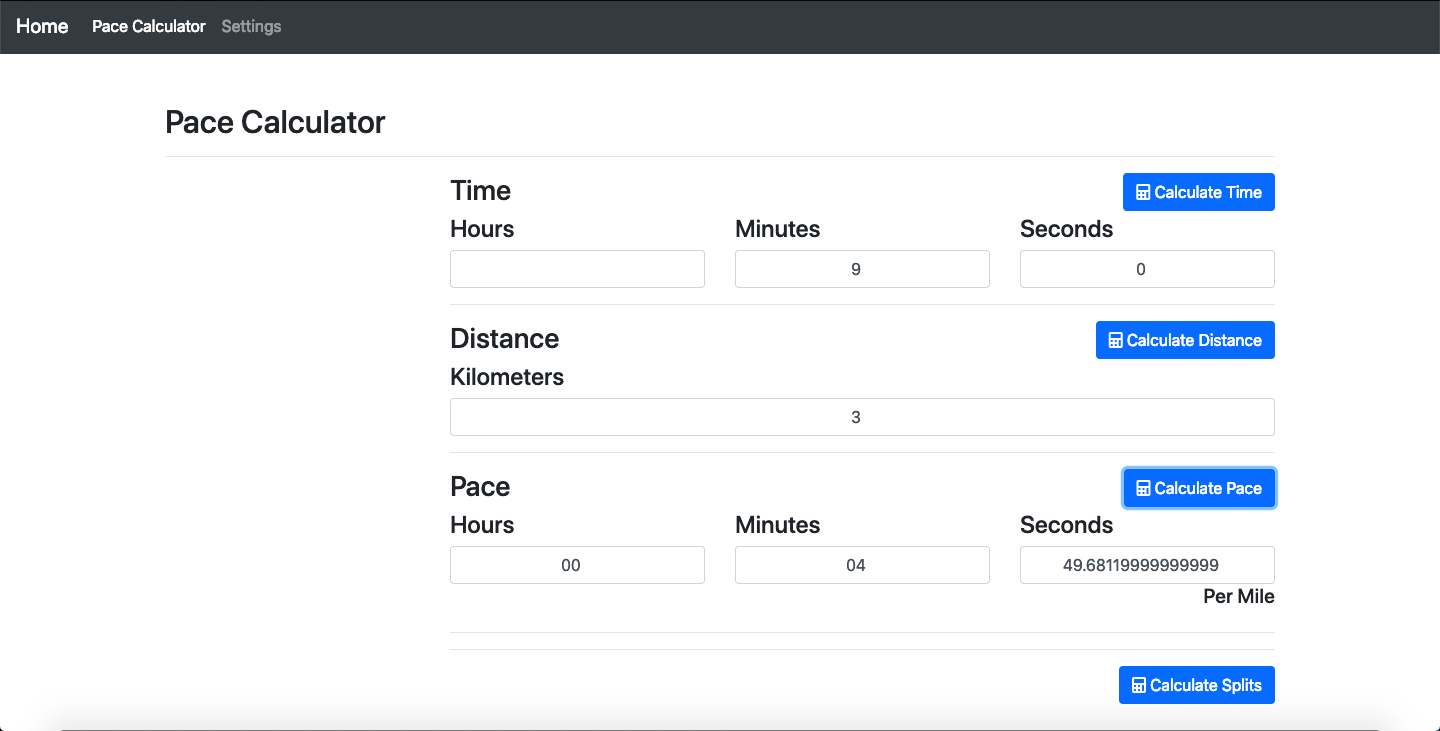 Home Pace Calculator Settings
Pace Calculator
Time Calculate Time
Hours Minutes Seconds
9 0
Distance Calculate Distance
Kilometers
3
Pace Calculate Pace
Hours Minutes Seconds
00 04 49.68119999999999
Per Mile
Calculate Splits